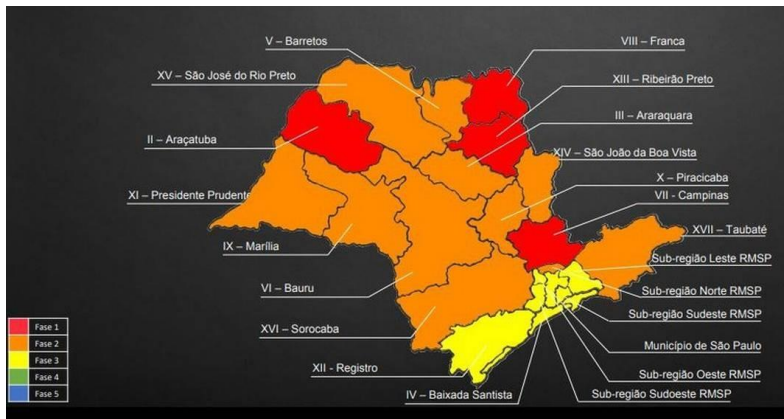 V – Barretos
VIII – Franca
XV – São José do Rio Preto
XIII – Ribeirão Preto
III – Araraquara
II – Araçatuba
XIV – São João da Boa Vista
X – Piracicaba
XI – Presidente Prudente
VII - Campinas
XVII – Taubaté
IX – Marília
Sub-região Leste RMSP
VI – Bauru
Sub-região Norte RMSP
Sub-região Sudeste RMSP
XVI – Sorocaba
Município de São Paulo
XII - Registro
Sub-região Oeste RMSP
IV – Baixada Santista
Sub-região Sudoeste RMSP
Fase 1
Fase 2
Fase 3
Fase 4
Fase 5